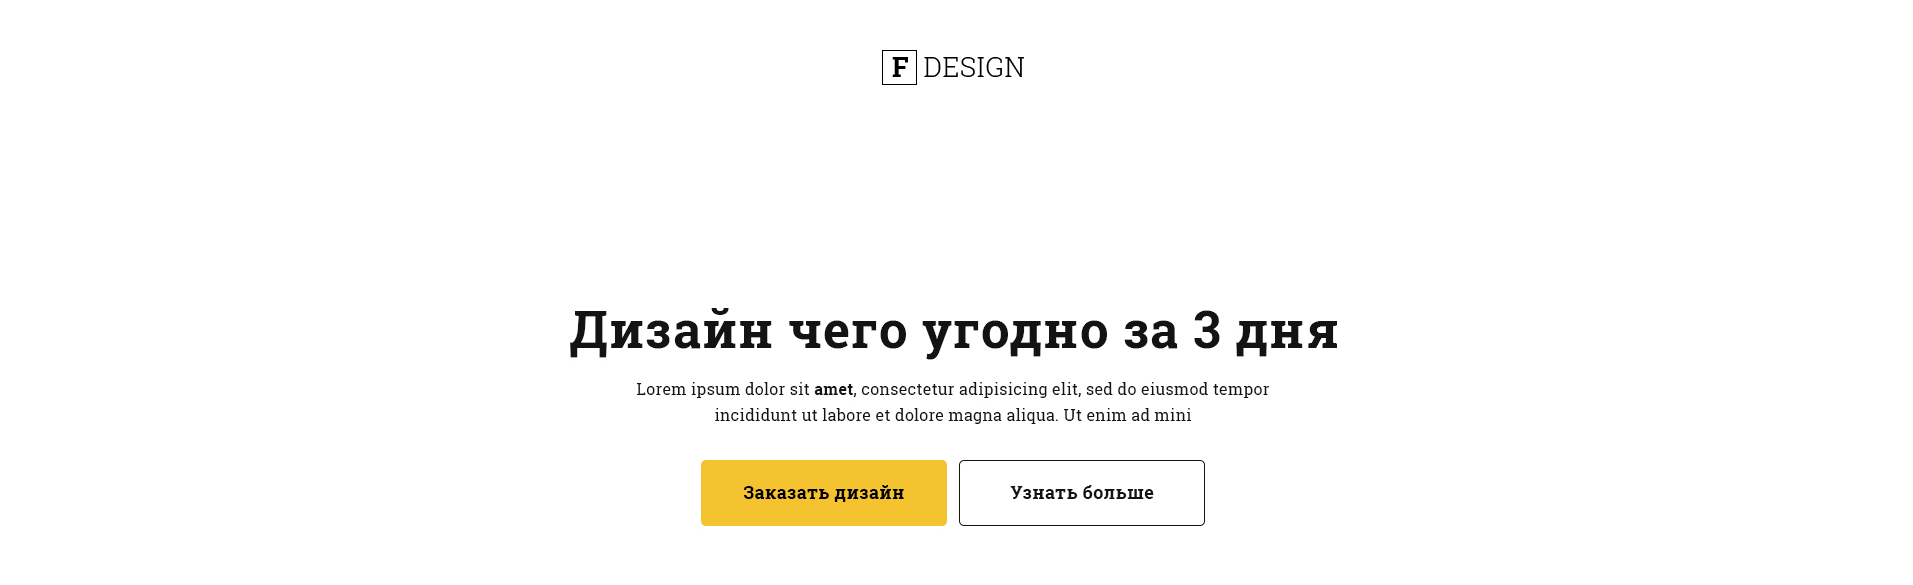 F DESIGN
Дизайн чего угодно за 3 дня
Lorem ipsum dolor sit amet, consectetur adipisicing elit, sed do eiusmod tempor
incididunt ut labore et dolore magna aliqua. Ut enim ad mini
Заказать дизайн Узнать больше